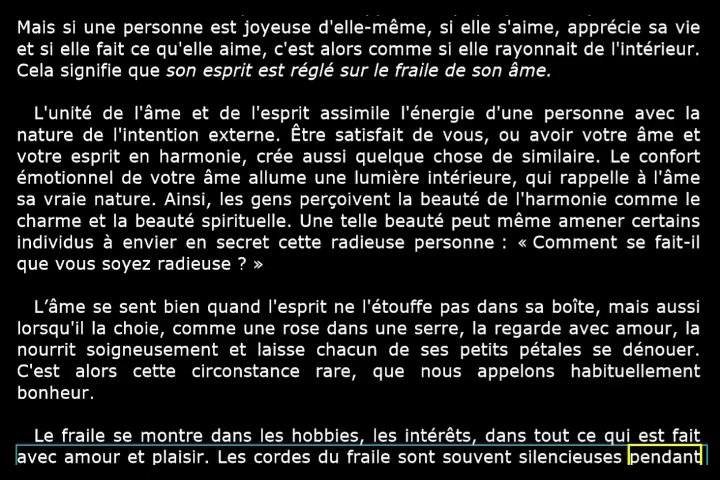 Mais si une personne est joyeuse d'elle-même, si elle s'aime, apprécie sa vie
et si elle fait ce qu'elle aime, c'est alors comme si elle rayonnait de l'intérieur.
Cela signifie que son esprit est réglé sur le fraile de son âme.
L'unité de l'âme et de l'esprit assimile l'énergie d'une personne avec la
nature de l'intention externe. Être satisfait de vous, ou avoir votre âme et
votre esprit en harmonie, crée aussi quelque chose de similaire. Le confort
émotionnel de votre âme allume une lumière intérieure, qui rappelle à l'âme
sa vraie nature. Ainsi, les gens perçoivent la beauté de l'harmonie comme le
charme et la beauté spirituelle. Une telle beauté peut même amener certains
individus à envier en secret cette radieuse personne : « Comment se fait-il
que vous soyez radieuse ? »
L’âme se sent bien quand l'esprit ne l'étouffe pas dans sa boîte, mais aussi
lorsqu'il la choie, comme une rose dans une serre, la regarde avec amour, la
nourrit soigneusement et laisse chacun de ses petits pétales se dénouer.
C'est alors cette circonstance rare, que nous appelons habituellement
bonheur.
Le fraile se montre dans les hobbies, les intérêts, dans tout ce qui est fait
avec amour et plaisir. Les cordes du fraile sont souvent silencieuses pendant